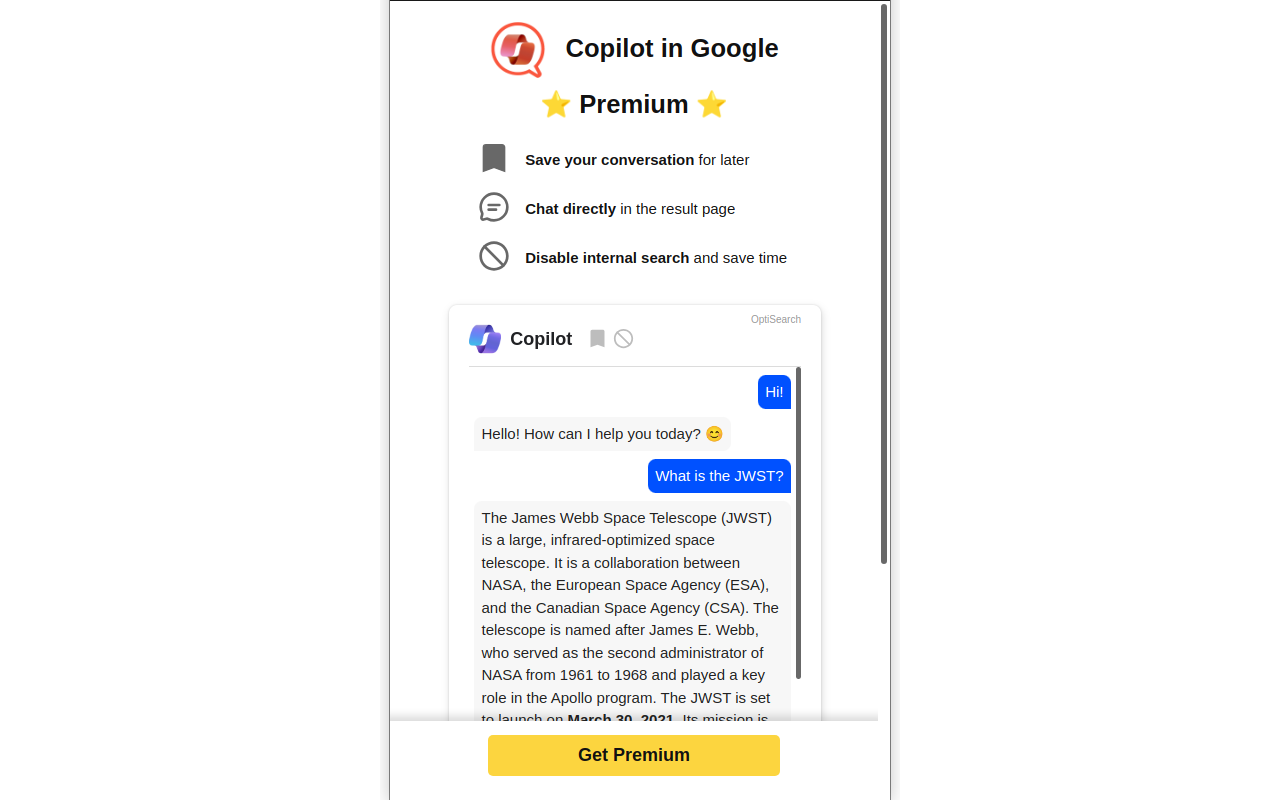 Copilot in Google
⭐ Premium ⭐
Save your conversation for later
Chat directly in the result page
Disable internal search and save time
OptiSearch
Copilot
Hi!
Hello! How can I help you today? 😊
What is the JWST?
The James Webb Space Telescope (JWST)
is a large, infrared-optimized space
telescope. It is a collaboration between
NASA, the European Space Agency (ESA),
and the Canadian Space Agency (CSA). The
telescope is named after James E. Webb,
who served as the second administrator of
NASA from 1961 to 1968 and played a key
role in the Apollo program. The JWST is set
to launch on March 30, 2021. Its mission is
Get Premium